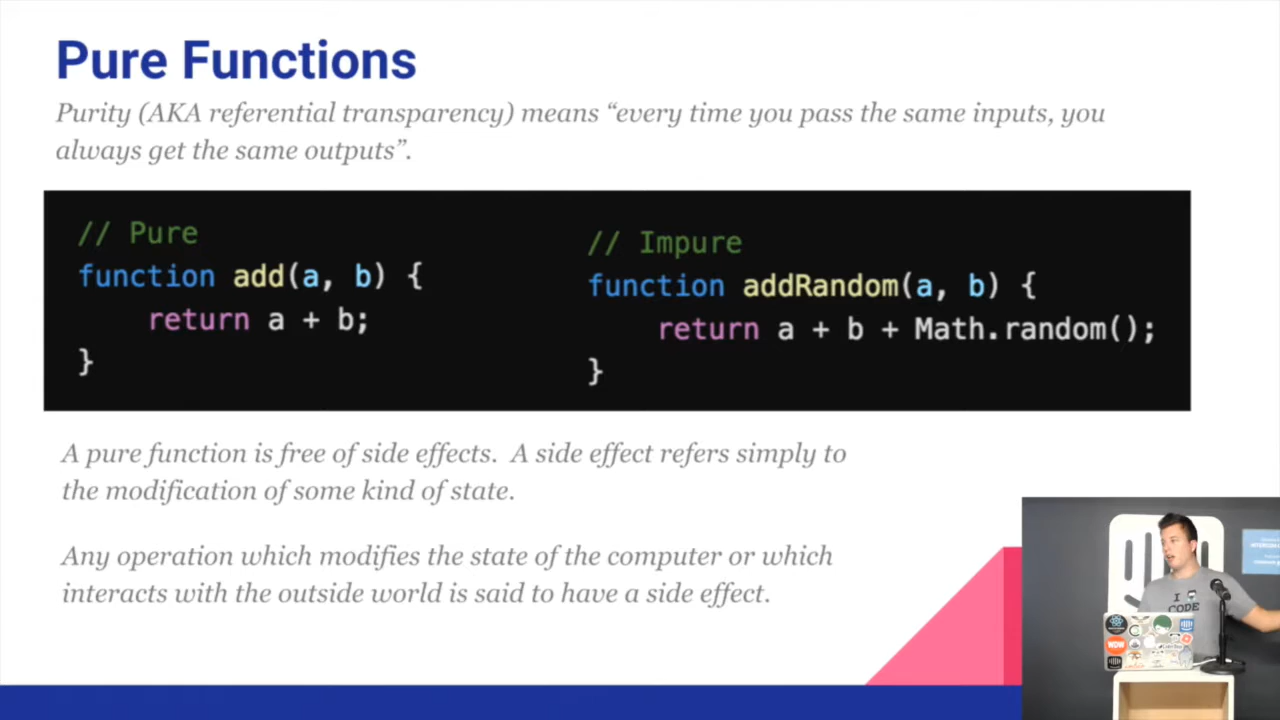 Pure Functions
Purity (AKA referential transparency) means “every time you pass the same inputs, you
always get the same outputs”.
// Pure
function add(a, b) {
return a + b;
}
// Impure
function addRandom(a, b) {
return a + b + Math.random();
}
A pure function is free of side effects.  A side effect refers simply to
the modification of some kind of state.
Any operation which modifies the state of the computer or which
interacts with the outside world is said to have a side effect.
I
CODE
WOW